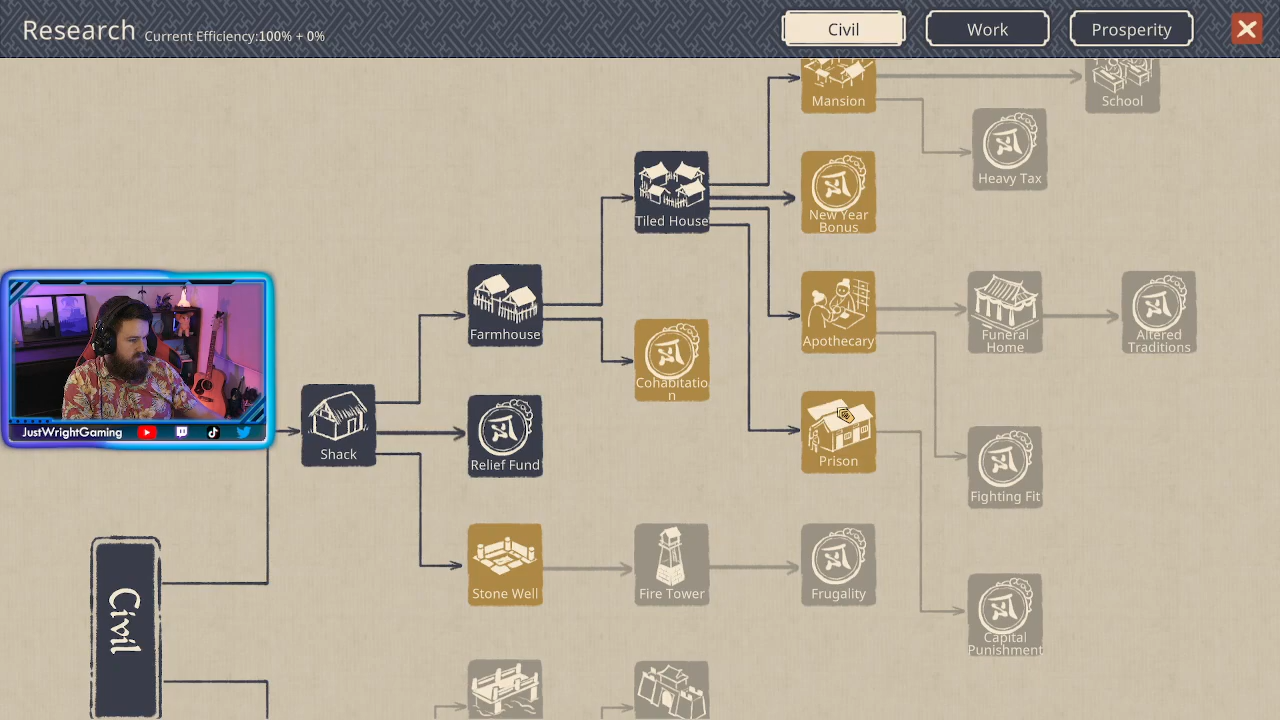 Research Current Efficiency:100% + 0%
Civil
Work
Prosperity
Mansion
School
Heavy Tax
Tiled House
New Year
Bonus
Farmhouse
Apothecary
Funeral
Home
Altered
Traditions
Cohabitatio
n
JustWrightGaming
Shack
Relief Fund
Prison
Fighting Fit
Stone Well
Fire Tower
Frugality
Civil
Capital
Punishment